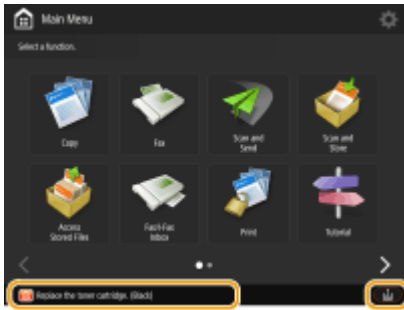 Main Menu
Select a function.
Copy
Fax
Scan and
Send
Scan and
Store
Access
Stored Files
Fax/I-Fax
Inbox
Print
Tutorial
Replace the toner cartridge. (Black)